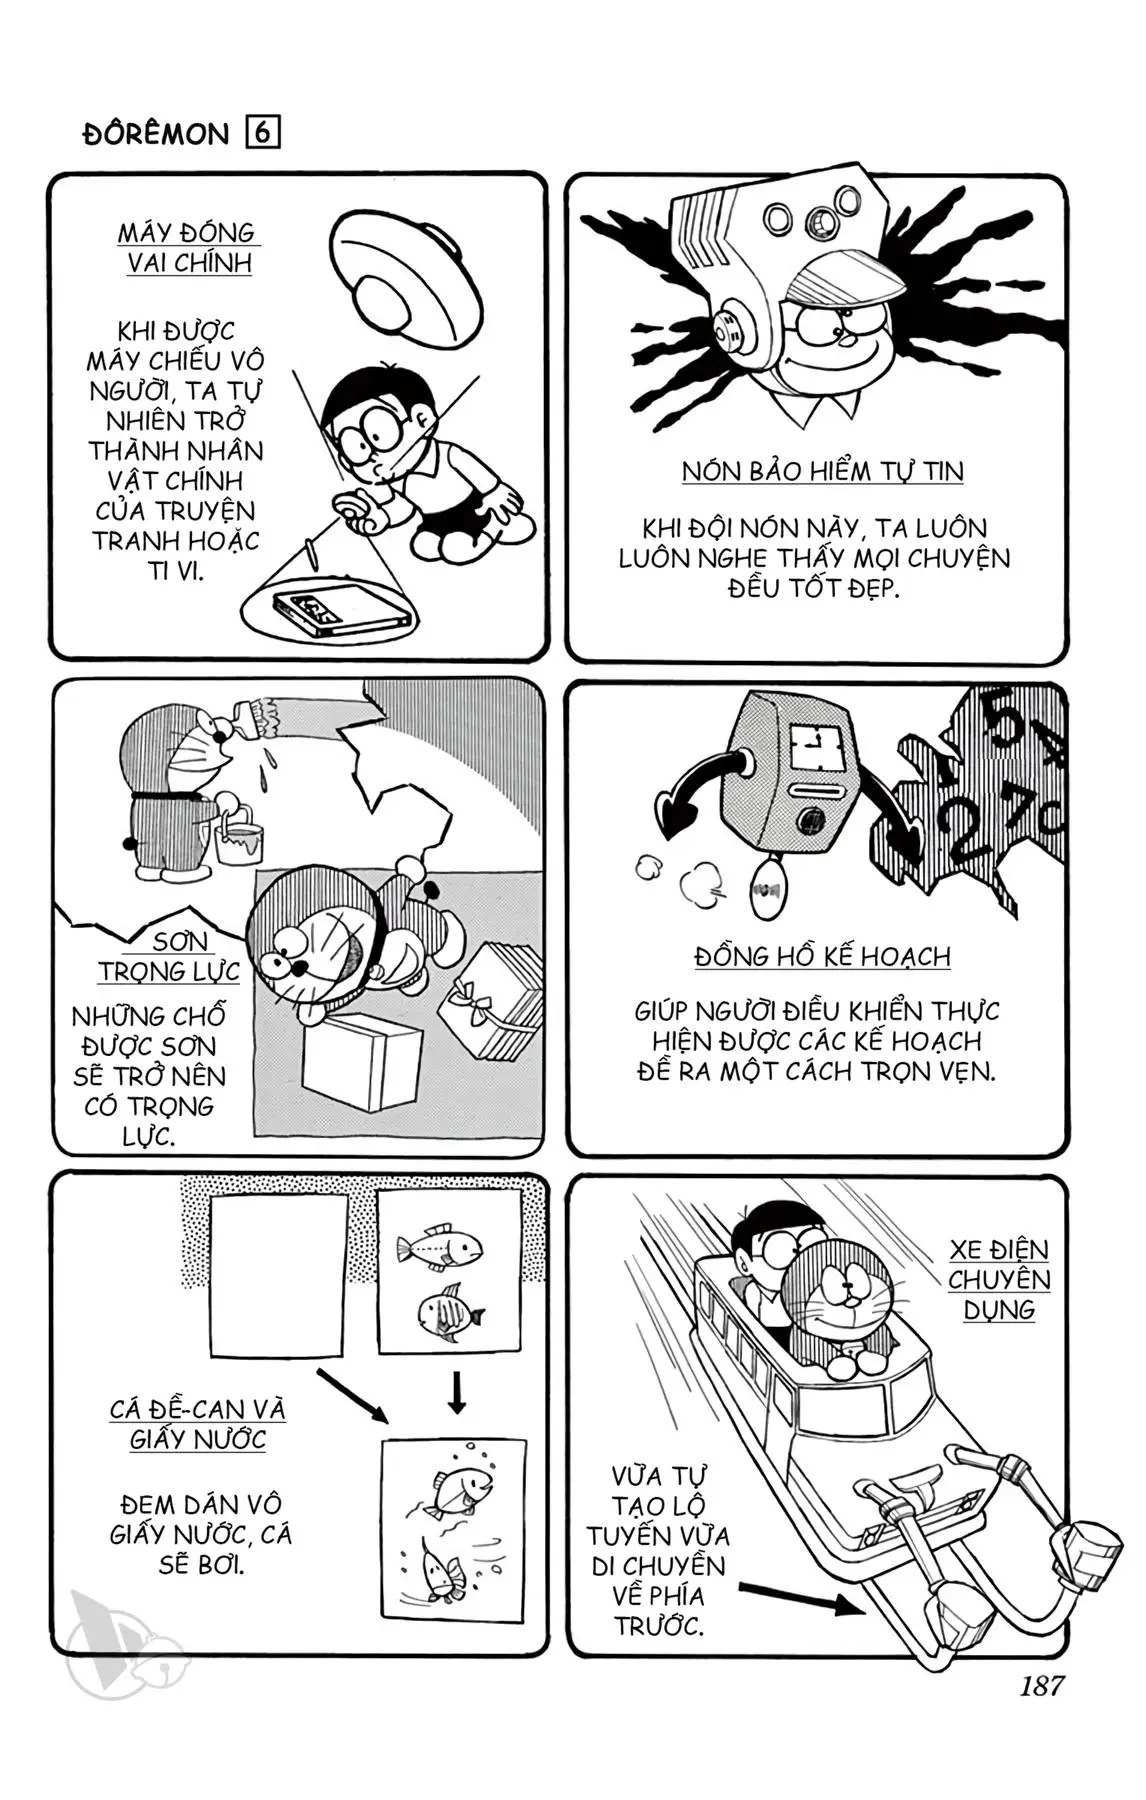 ĐÔRÊMON 6
MÁY ĐÓNG
VAI CHÍNH
KHI ĐƯỢC
MÁY CHIẾU VÔ
NGƯỜI, TA TỰ
NHIÊN TRỞ
THÀNH NHÂN
VẬT CHÍNH
CỦA TRUYỆN
TRANH HOẶC
TI VI.
NÓN BẢO HIỂM TỰ TIN
KHI ĐỘI NÓN NÀY, TA LUÔN
LUÔN NGHE THẤY MỌI CHUYỆN
ĐỀU TỐT ĐẸP.
SƠN
TRỌNG LỰC
NHỮNG CHỖ
ĐƯỢC SƠN
SẼ TRỞ NÊN
CÓ TRỌNG
LỰC.
5 4
1 2 70
ĐỒNG HỒ KẾ HOẠCH
GIÚP NGƯỜI ĐIỀU KHIỂN THỰC
HIỆN ĐƯỢC CÁC KẾ HOẠCH
ĐỀ RA MỘT CÁCH TRỌN VẸN.
CÁ ĐỀ-CAN VÀ
GIẤY NƯỚC
ĐEM DÁN VÔ
GIẤY NƯỚC, CÁ
SẼ BƠI.
XE ĐIỆN
CHUYÊN
DỤNG
VỪA TỰ
TẠO LỘ
TUYẾN VỪA
DI CHUYỂN
VỀ PHÍA
TRƯỚC.
187